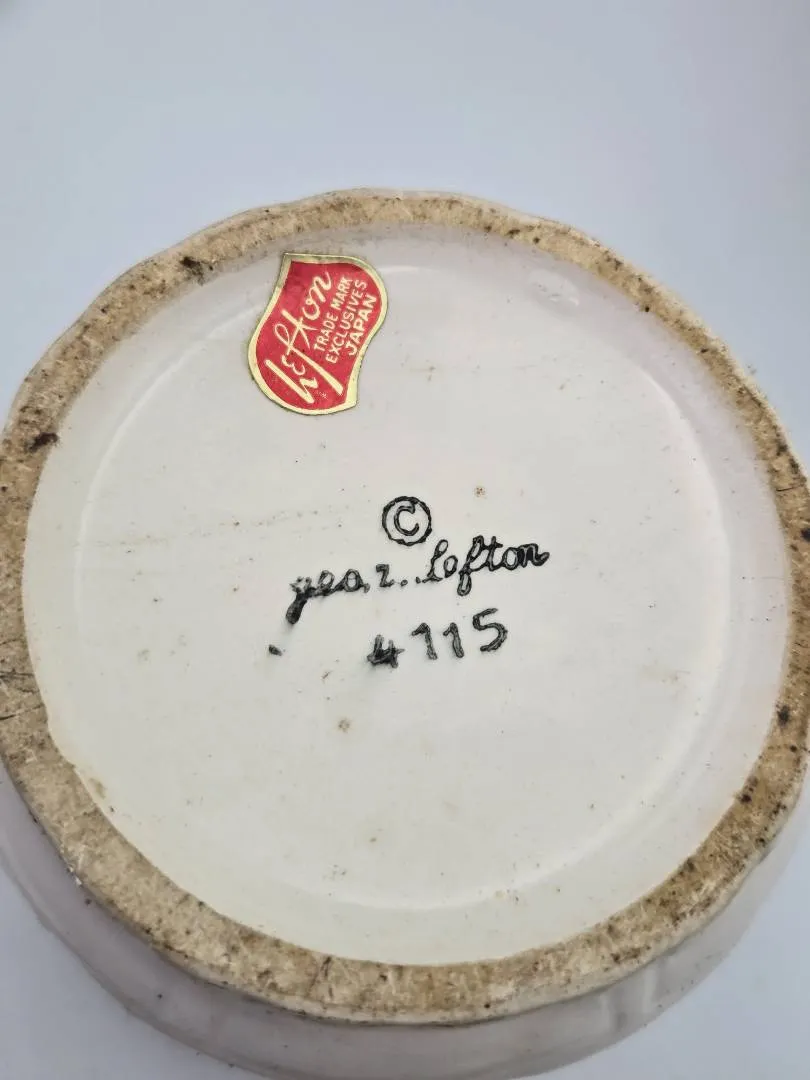 Lefton
TRADE MARK
EXCLUSIVES
JAPAN
©
geo. z. Lefton
4115